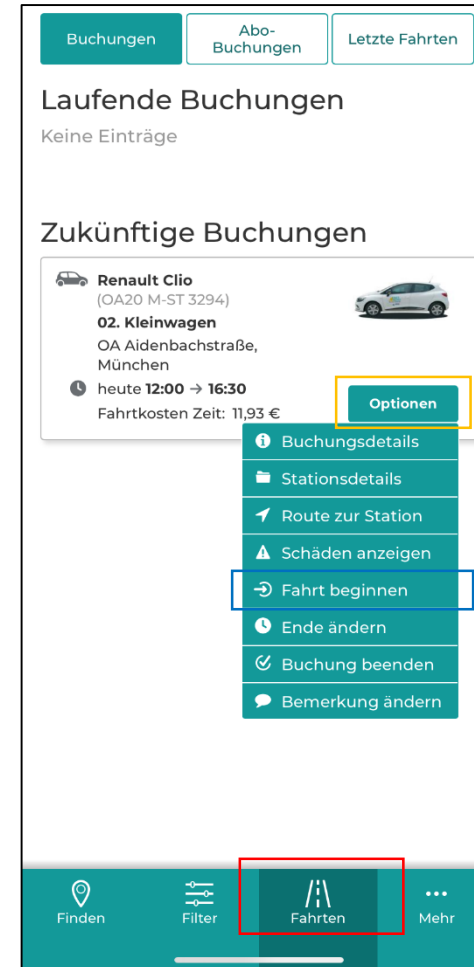 Buchungen
Abo-
Buchungen
Letzte Fahrten
Laufende Buchungen
Keine Einträge
Zukünftige Buchungen
Renault Clio
(OA20 M-ST 3294)
02. Kleinwagen
OA Aidenbachstraße,
München
heute 12:00 → 16:30
Fahrtkosten Zeit: 11,93 €
Optionen
Buchungsdetails
Stationsdetails
Route zur Station
Schäden anzeigen
Fahrt beginnen
Ende ändern
Buchung beenden
Bemerkung ändern
Finden
Filter
Fahrten
Mehr